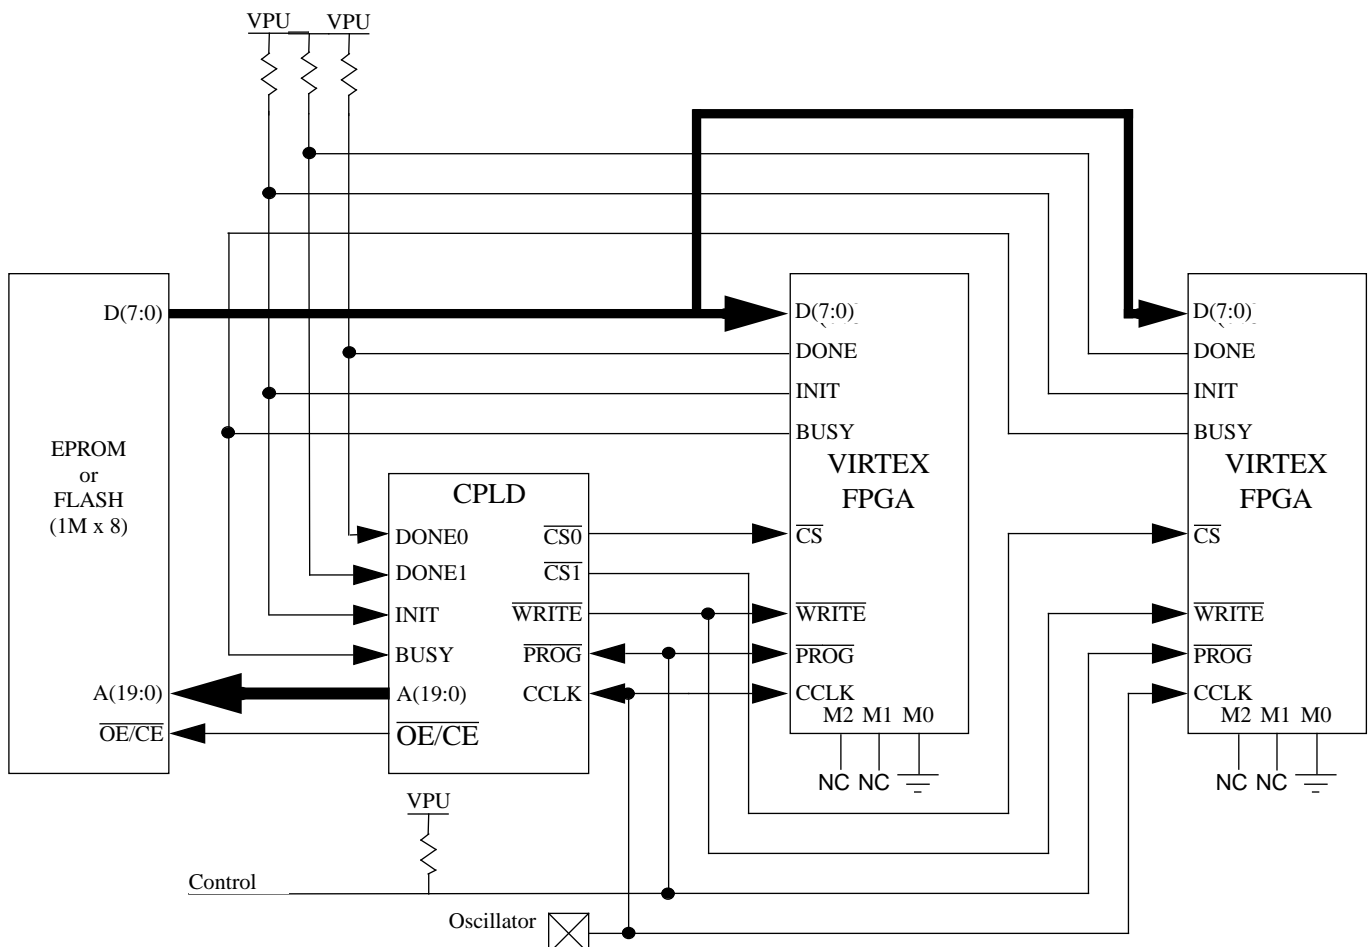 VPU VPU
D(7:0)
EPROM
or
FLASH
(1M x 8)
A(19:0)
OE/CE
CPLD
DONE0
DONE1
INIT
BUSY
A(19:0)
OE/CE
CS0
CS1
WRITE
PROG
CCLK
D(7:0)
DONE
INIT
BUSY
VIRTEX
FPGA
CS
WRITE
PROG
CCLK
M2 M1 M0
NC NC
D(7:0)
DONE
INIT
BUSY
VIRTEX
FPGA
CS
WRITE
PROG
CCLK
M2 M1 M0
NC NC
VPU
Control
Oscillator